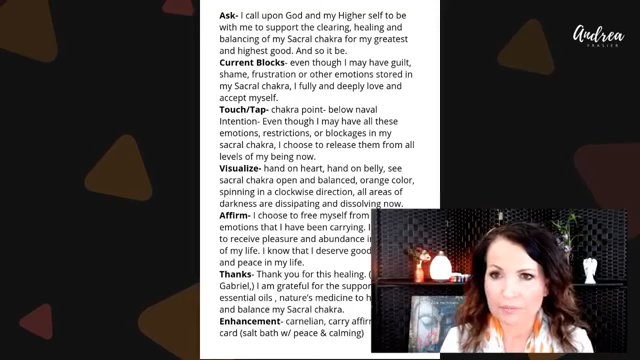 Ask- I call upon God and my Higher self to be
with me to support the clearing, healing and
balancing of my Sacral chakra for my greatest
and highest good. And so it be.
Current Blocks- even though I may have guilt,
shame, frustration or other emotions stored in
my Sacral chakra, I fully and deeply love and
accept myself.
Touch/Tap- chakra point- below naval
Intention- Even though I may have all these
emotions, restrictions, or blockages in my
sacral chakra, I choose to release them from all
levels of my being now.
Visualize- hand on heart, hand on belly, see
sacral chakra open and balanced, orange color,
spinning in a clockwise direction, all areas of
darkness are dissipating and dissolving now.
Affirm- I choose to free myself from
emotions that I have been carrying. I
to receive pleasure and abundance in
of my life. I know that I deserve good
and peace in my life.
Thanks- Thank you for this healing. (
Gabriel,) I am grateful for the suppor
essential oils , nature's medicine to h
and balance my Sacral chakra.
Enhancement- carnelian, carry affirm
card (salt bath w/ peace & calming)
Andrea
FRASIER